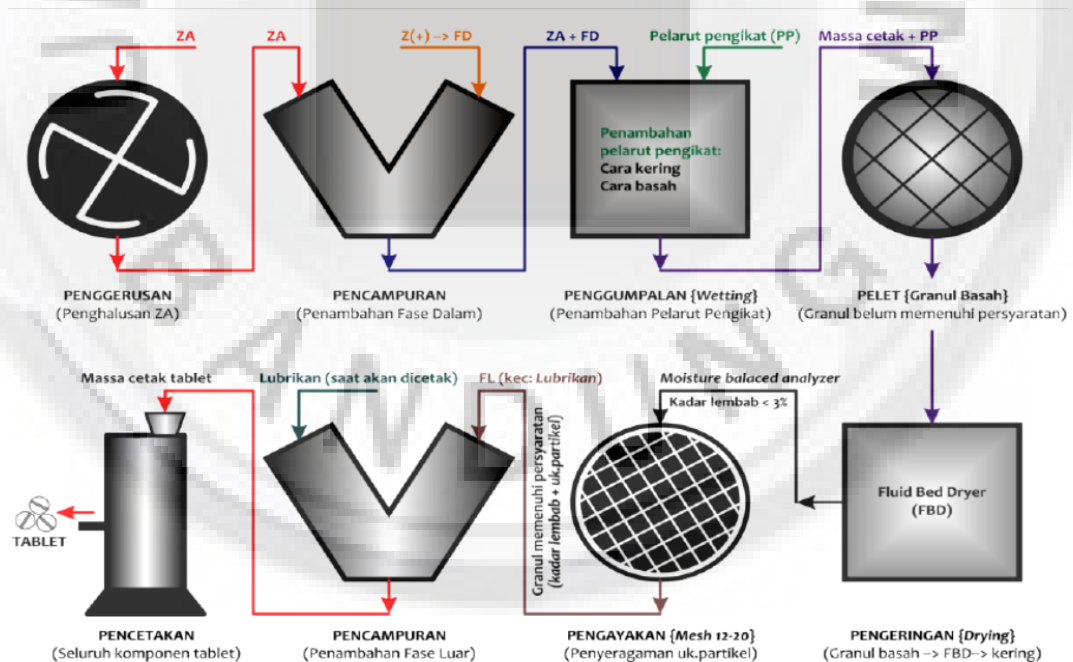 ZA
ZA
Z(+) --> FD
ZA + FD
Pelarut pengikat (PP)
Massa cetak + PP
Penambahan
pelarut pengikat:
Cara kering
Cara basah
PENGGERUSAN
(Penghalusan ZA)
PENCAMPURAN
(Penambahan Fase Dalam)
PENGGUMPALAN {Wetting}
(Penambahan Pelarut Pengikat)
PELET {Granul Basah}
(Granul belum memenuhi persyaratan)
Massa cetak tablet
Lubrikan (saat akan dicetak)
FL (kec: Lubrikan)
Moisture balaced analyzer
Kadar lembab < 3%
Granul memenuhi persyaratan
(kadar lembab + uk.partikel)
Fluid Bed Dryer
(FBD)
TABLET
PENCETAKAN
(Seluruh komponen tablet)
PENCAMPURAN
(Penambahan Fase Luar)
PENGAYAKAN {Mesh 12-20}
(Penyeragaman uk.partikel)
PENGERINGAN {Drying}
(Granul basah --> FBD--> kering)